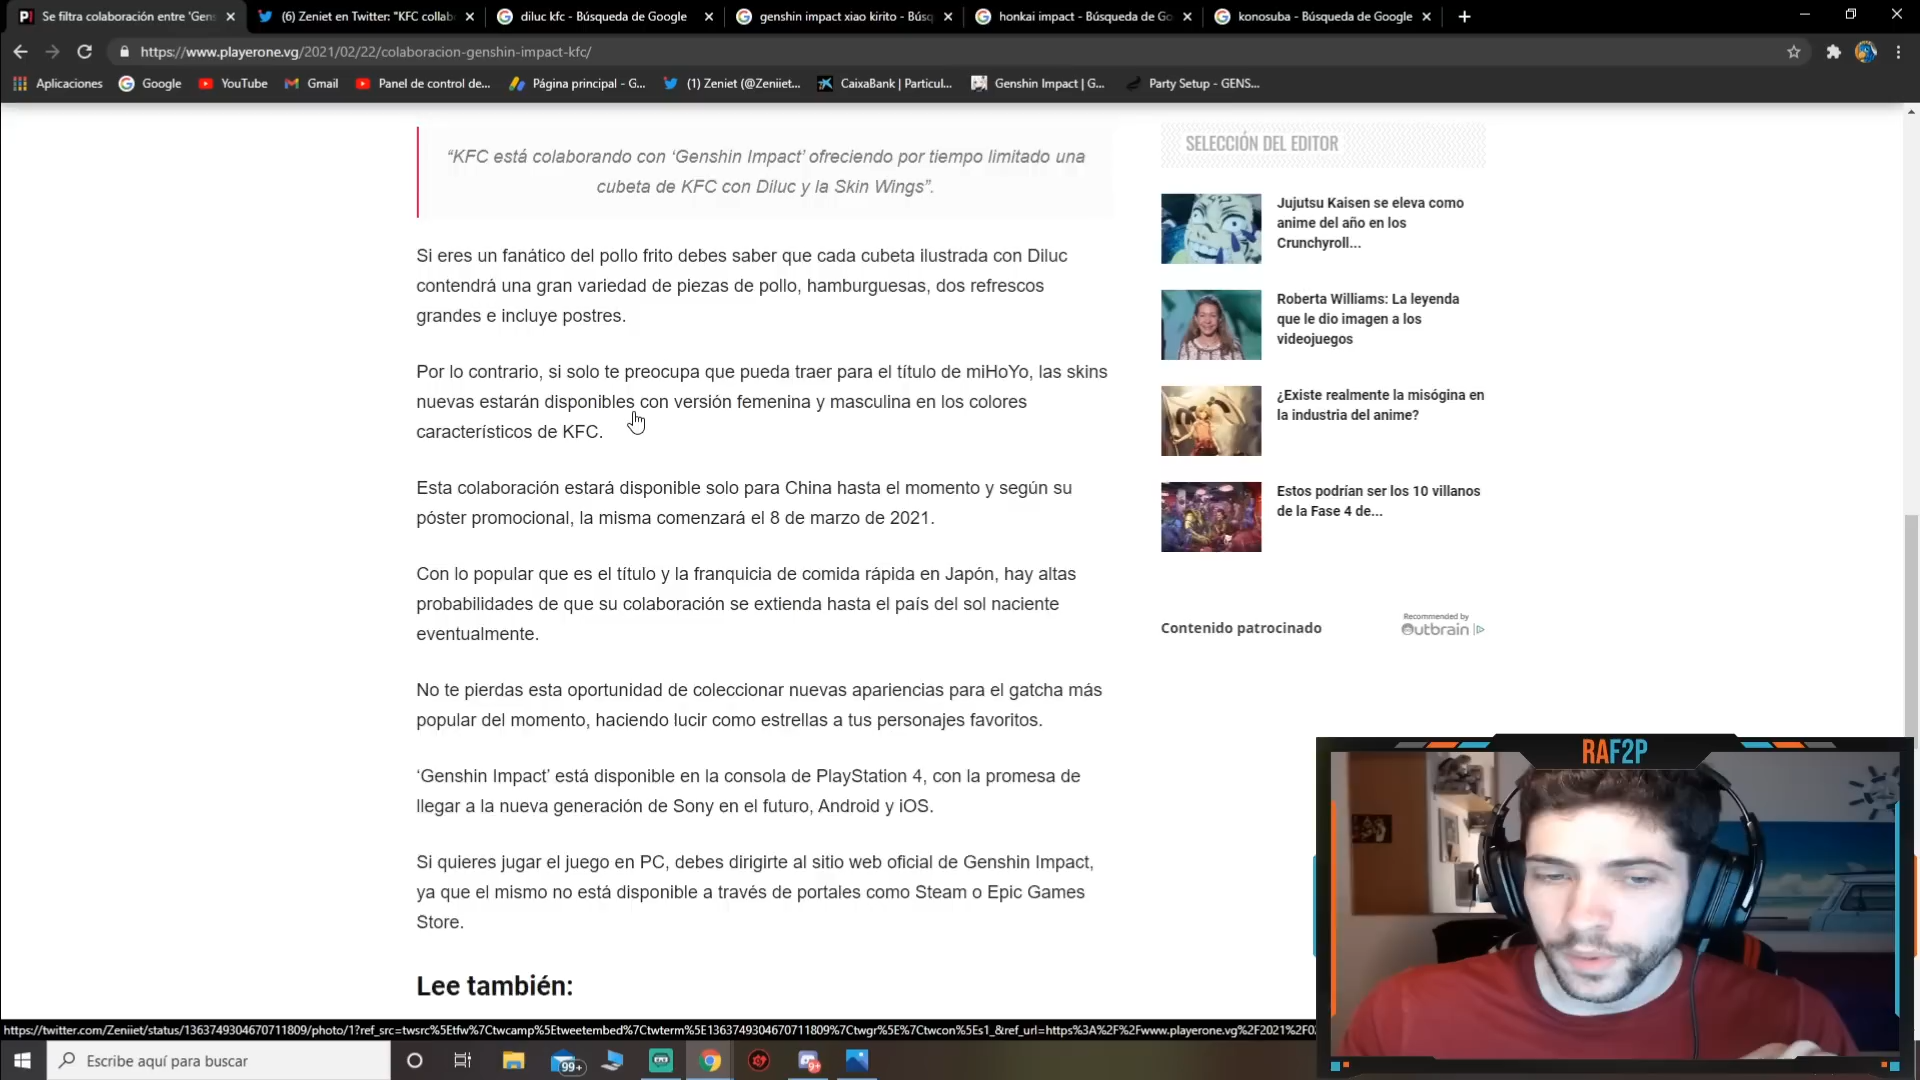 Se filtra colaboración entre 'Gens
(6) Zeniet en Twitter: "KFC collab
diluc kfc - Búsqueda de Google
genshin impact xiao kirito - Búsq
honkai impact - Búsqueda de Go
konosuba - Búsqueda de Google
https://www.playerone.vg/2021/02/22/colaboracion-genshin-impact-kfc/
Aplicaciones
Google
YouTube
Gmail
Panel de control de...
Página principal - G...
(1) Zeniet (@Zeniiet...
CaixaBank | Particul...
Genshin Impact | G...
Party Setup - GENS...
“KFC está colaborando con ‘Genshin Impact’ ofreciendo por tiempo limitado una
cubeta de KFC con Diluc y la Skin Wings”.
Si eres un fanático del pollo frito debes saber que cada cubeta ilustrada con Diluc
contendrá una gran variedad de piezas de pollo, hamburguesas, dos refrescos
grandes e incluye postres.
Por lo contrario, si solo te preocupa que pueda traer para el título de miHoYo, las skins
nuevas estarán disponibles con versión femenina y masculina en los colores
característicos de KFC.
Esta colaboración estará disponible solo para China hasta el momento y según su
póster promocional, la misma comenzará el 8 de marzo de 2021.
Con lo popular que es el título y la franquicia de comida rápida en Japón, hay altas
probabilidades de que su colaboración se extienda hasta el país del sol naciente
eventualmente.
No te pierdas esta oportunidad de coleccionar nuevas apariencias para el gatcha más
popular del momento, haciendo lucir como estrellas a tus personajes favoritos.
‘Genshin Impact’ está disponible en la consola de PlayStation 4, con la promesa de
llegar a la nueva generación de Sony en el futuro, Android y iOS.
Si quieres jugar el juego en PC, debes dirigirte al sitio web oficial de Genshin Impact,
ya que el mismo no está disponible a través de portales como Steam o Epic Games
Store.
Lee también:
SELECCIÓN DEL EDITOR
Jujutsu Kaisen se eleva como
anime del año en los
Crunchyroll...
Roberta Williams: La leyenda
que le dio imagen a los
videojuegos
¿Existe realmente la misógina en
la industria del anime?
Estos podrían ser los 10 villanos
de la Fase 4 de...
Contenido patrocinado
Recommended by
Outbrain
RAF2P
https://twitter.com/Zeniiet/status/1363749304670711809/photo/1?ref_src=twsrc%5Etfw%7Ctwcamp%5Etweetembed%7Ctwterm%5E1363749304670711809%7Ctwgr%5E%7Ctwcon%5Es1_&ref_url=https%3A%2F%2Fwww.playerone.vg%2F2021%2F02
Escribe aquí para buscar
99+
9+